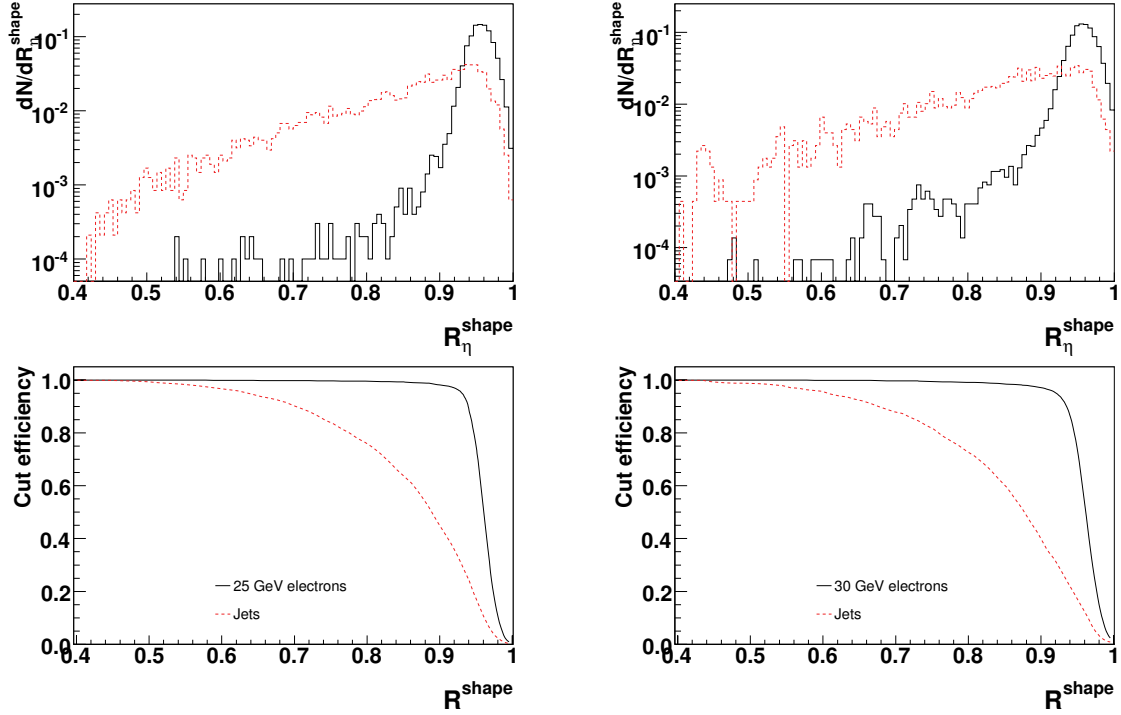 dN/dR_η^shape
10⁻¹
10⁻²
10⁻³
10⁻⁴
0.4 0.5 0.6 0.7 0.8 0.9 1
R_η^shape
dN/dR_η^shape
10⁻¹
10⁻²
10⁻³
10⁻⁴
0.4 0.5 0.6 0.7 0.8 0.9 1
R_η^shape
Cut efficiency
1.0
0.8
0.6
0.4
0.2
0.0
25 GeV electrons
Jets
0.4 0.5 0.6 0.7 0.8 0.9 1
R^shape
Cut efficiency
1.0
0.8
0.6
0.4
0.2
0.0
30 GeV electrons
Jets
0.4 0.5 0.6 0.7 0.8 0.9 1
R^shape